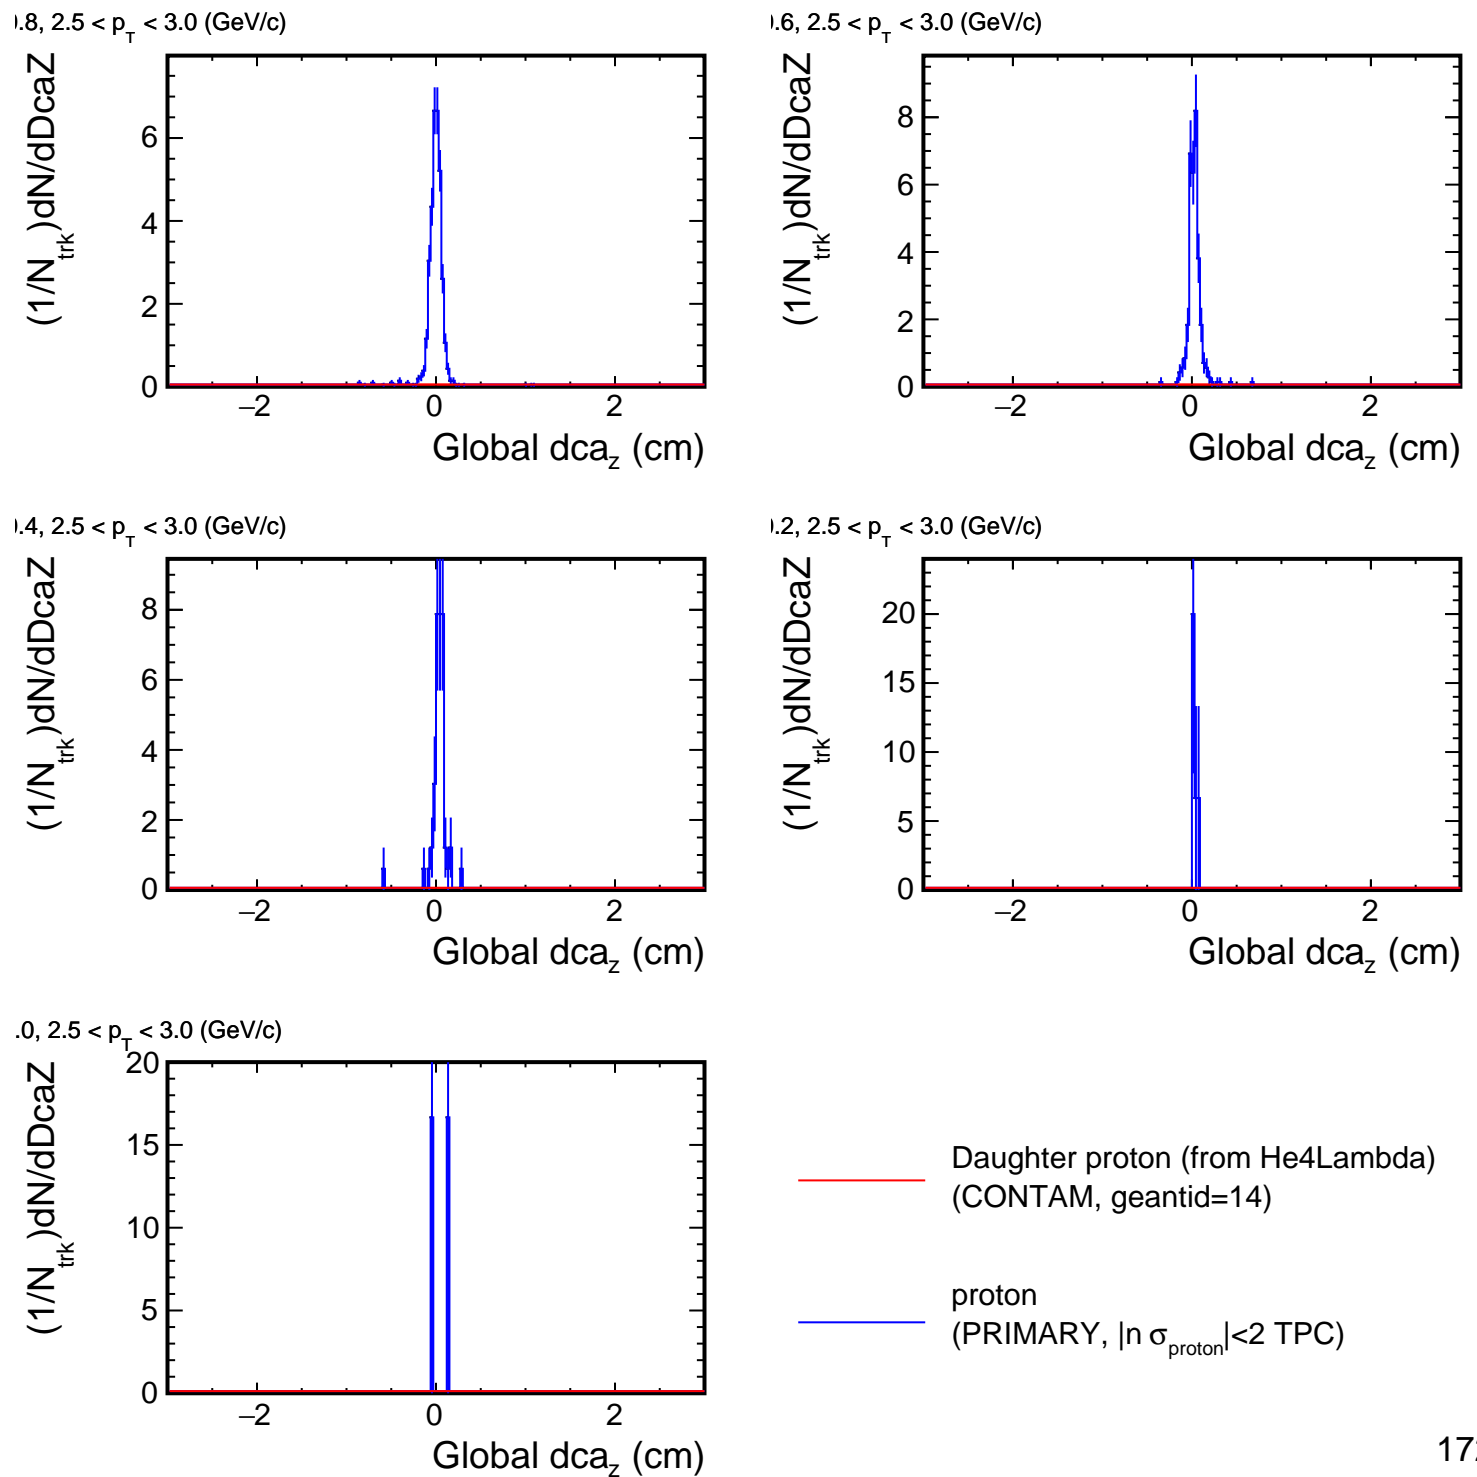 ).8, 2.5 < p_T < 3.0 (GeV/c)
(1/N_trk)dN/dDcaZ
6
4
2
0
−2 0 2
Global dca_z (cm)
).6, 2.5 < p_T < 3.0 (GeV/c)
(1/N_trk)dN/dDcaZ
8
6
4
2
0
−2 0 2
Global dca_z (cm)
).4, 2.5 < p_T < 3.0 (GeV/c)
(1/N_trk)dN/dDcaZ
8
6
4
2
0
−2 0 2
Global dca_z (cm)
).2, 2.5 < p_T < 3.0 (GeV/c)
(1/N_trk)dN/dDcaZ
20
15
10
5
0
−2 0 2
Global dca_z (cm)
.0, 2.5 < p_T < 3.0 (GeV/c)
(1/N_trk)dN/dDcaZ
20
15
10
5
0
−2 0 2
Global dca_z (cm)
Daughter proton (from He4Lambda)
(CONTAM, geantid=14)
proton
(PRIMARY, |n σ_proton|<2 TPC)
17